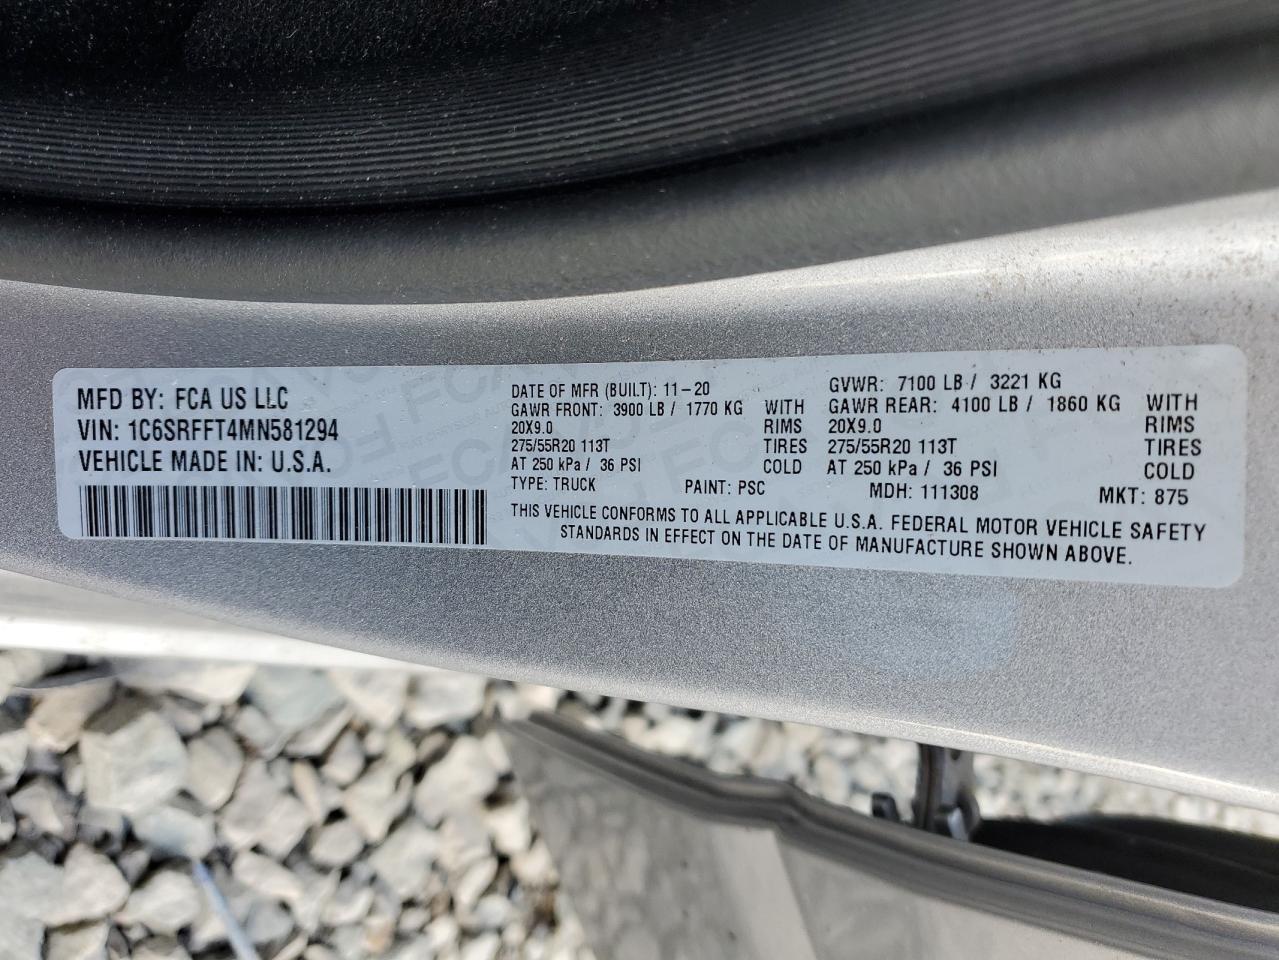 MFD BY: FCA US LLC
VIN: 1C6SRFFT4MN581294
VEHICLE MADE IN: U.S.A.
DATE OF MFR (BUILT): 11-20
GAWR FRONT: 3900 LB / 1770 KG WITH
20X9.0 RIMS
275/55R20 113T TIRES
AT 250 kPa / 36 PSI COLD
GVWR: 7100 LB / 3221 KG
GAWR REAR: 4100 LB / 1860 KG WITH
20X9.0 RIMS
275/55R20 113T TIRES
AT 250 kPa / 36 PSI COLD
TYPE: TRUCK PAINT: PSC MDH: 111308 MKT: 875
THIS VEHICLE CONFORMS TO ALL APPLICABLE U.S.A. FEDERAL MOTOR VEHICLE SAFETY
STANDARDS IN EFFECT ON THE DATE OF MANUFACTURE SHOWN ABOVE.